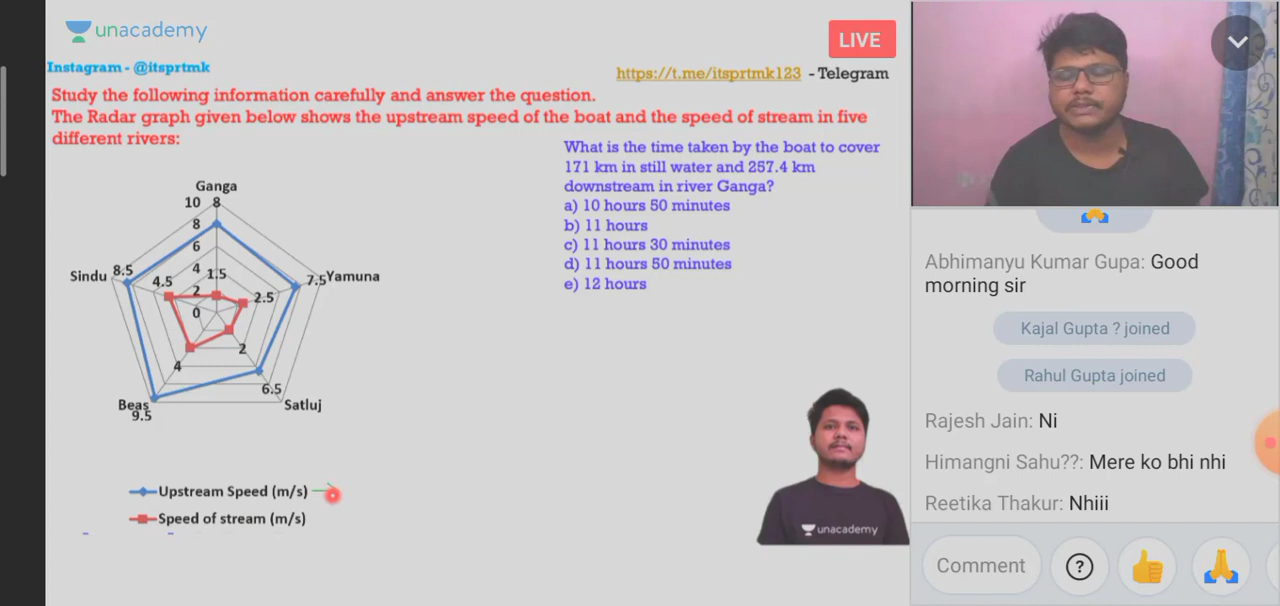 unacademy
LIVE
Instagram - @itsprtmk
https://t.me/itsprtmk123 - Telegram
Study the following information carefully and answer the question.
The Radar graph given below shows the upstream speed of the boat and the speed of stream in five
different rivers:
What is the time taken by the boat to cover
171 km in still water and 257.4 km
downstream in river Ganga?
a) 10 hours 50 minutes
b) 11 hours
c) 11 hours 30 minutes
d) 11 hours 50 minutes
e) 12 hours
Ganga
10 8
8
6
4 1.5
2
0
Sindu 8.5
4.5
7.5 Yamuna
2.5
2
4
6.5
Satluj
Beas
9.5
Upstream Speed (m/s)
Speed of stream (m/s)
unacademy
Abhimanyu Kumar Gupa: Good
morning sir
Kajal Gupta ? joined
Rahul Gupta joined
Rajesh Jain: Ni
Himangni Sahu??: Mere ko bhi nhi
Reetika Thakur: Nhiii
Comment
?